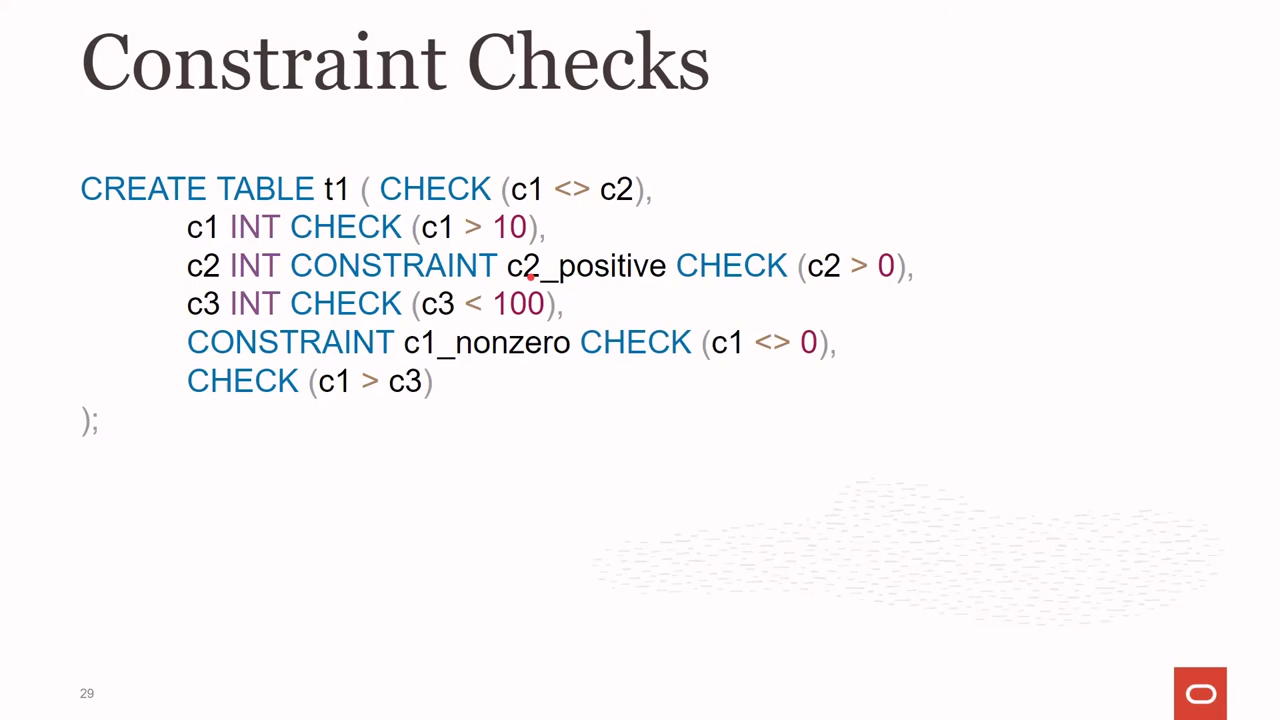 Constraint Checks
CREATE TABLE t1 ( CHECK (c1 <> c2),
c1 INT CHECK (c1 > 10),
c2 INT CONSTRAINT c2_positive CHECK (c2 > 0),
c3 INT CHECK (c3 < 100),
CONSTRAINT c1_nonzero CHECK (c1 <> 0),
CHECK (c1 > c3)
);
29